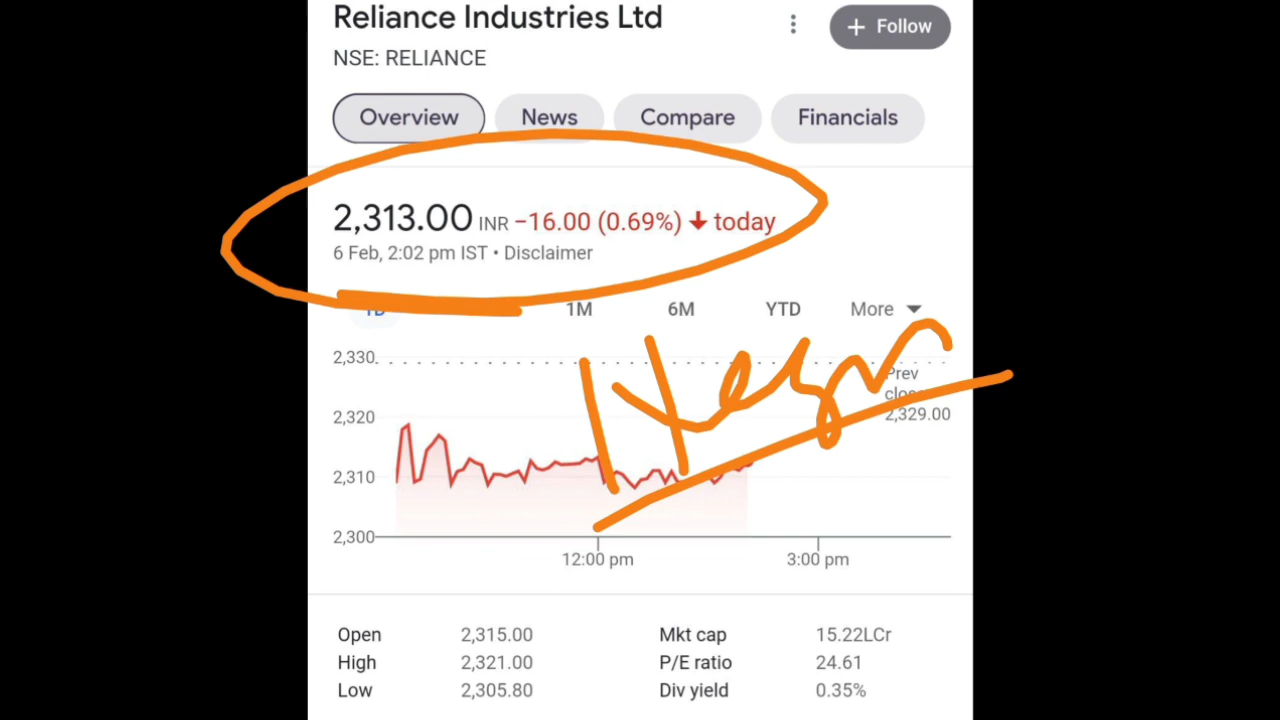 Reliance Industries Ltd
NSE: RELIANCE
+ Follow
Overview News Compare Financials
2,313.00 INR −16.00 (0.69%) ↓ today
6 Feb, 2:02 pm IST • Disclaimer
1D 1M 6M YTD More
2,330
Prev
close
2,329.00
2,320
2,310
2,300
12:00 pm 3:00 pm
Open 2,315.00 Mkt cap 15.22LCr
High 2,321.00 P/E ratio 24.61
Low 2,305.80 Div yield 0.35%